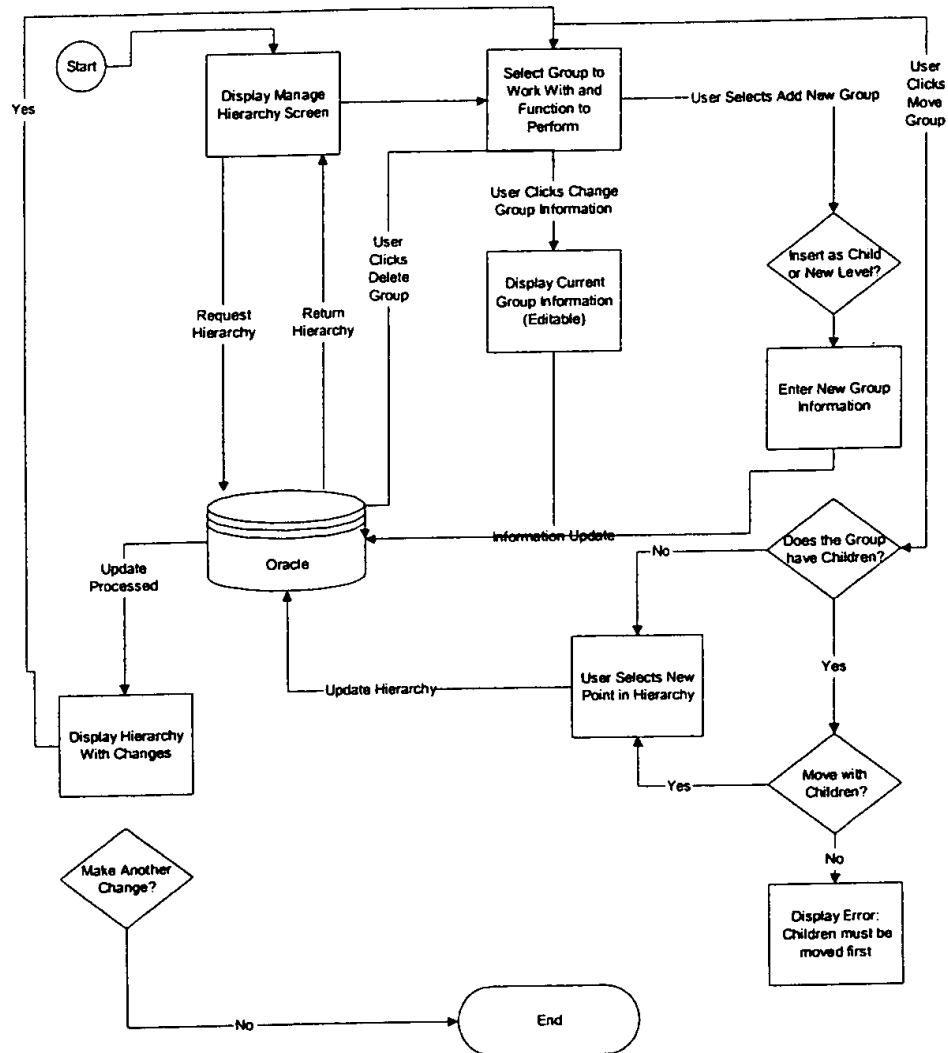 Start
Yes
Display Manage
Hierarchy Screen
Select Group to
Work With and
Function to
Perform
User Selects Add New Group
User
Clicks
Move
Group
User Clicks Change
Group Information
User
Clicks
Delete
Group
Insert as Child
or New Level?
Display Current
Group Information
(Editable)
Request
Hierarchy
Return
Hierarchy
Enter New Group
Information
Information Update
Oracle
Does the Group
have Children?
No
Update
Processed
Yes
User Selects New
Point in Hierarchy
Update Hierarchy
Display Hierarchy
With Changes
Move with
Children?
Yes
No
Make Another
Change?
Display Error:
Children must be
moved first
No
End